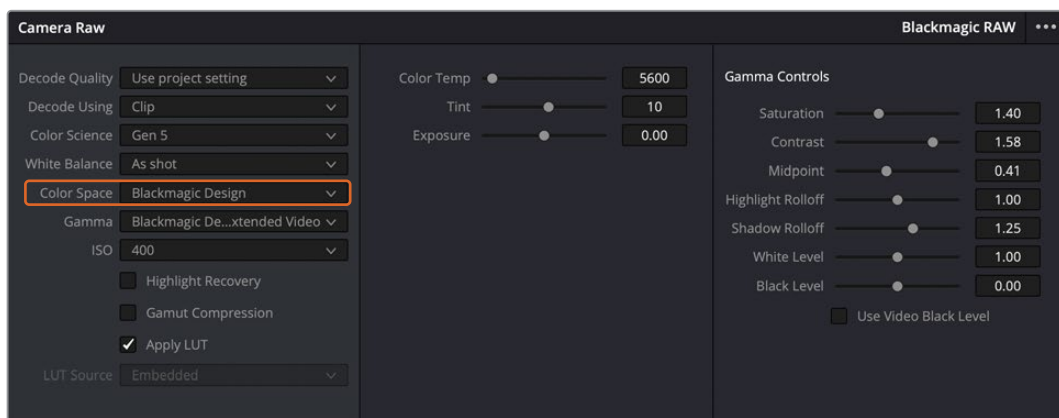 Camera Raw
Blackmagic RAW
Decode Quality Use project setting
Decode Using Clip
Color Science Gen 5
White Balance As shot
Color Space Blackmagic Design
Gamma Blackmagic De...xtended Video
ISO 400
Highlight Recovery
Gamut Compression
Apply LUT
LUT Source Embedded
Color Temp 5600
Tint 10
Exposure 0.00
Gamma Controls
Saturation 1.40
Contrast 1.58
Midpoint 0.41
Highlight Rolloff 1.00
Shadow Rolloff 1.25
White Level 1.00
Black Level 0.00
Use Video Black Level